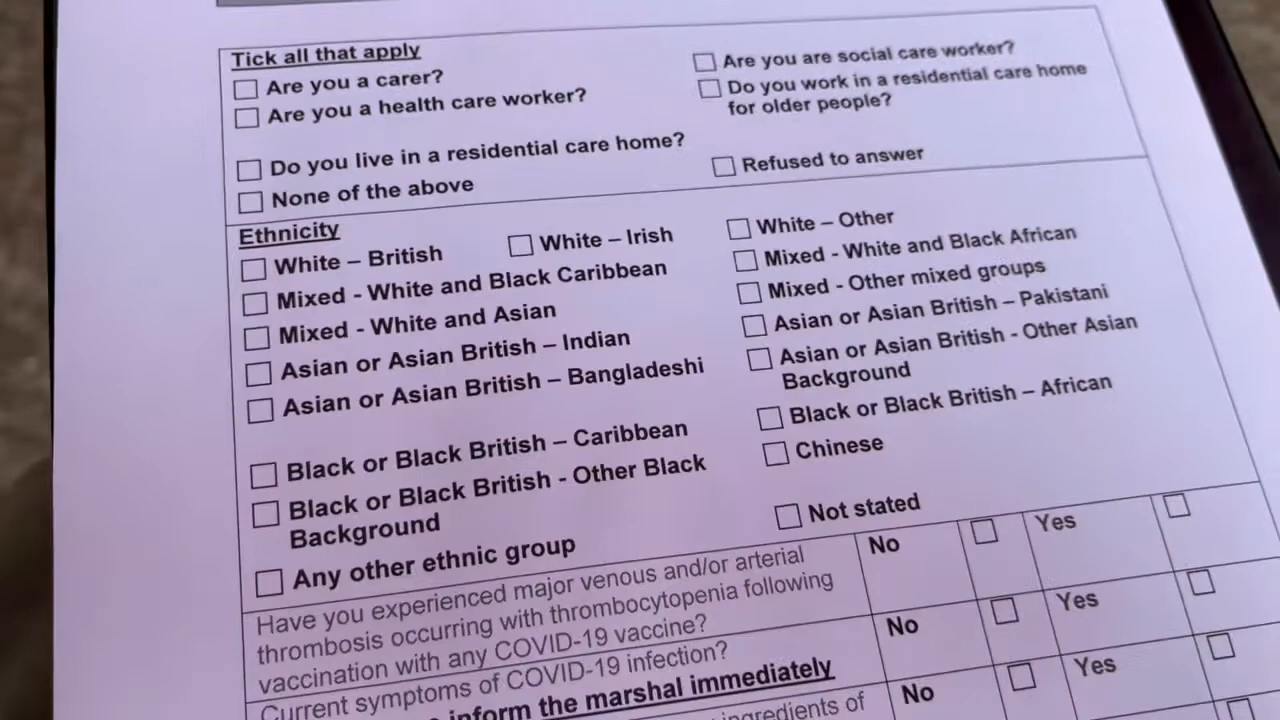 Tick all that apply
Are you a carer?
Are you a health care worker?
Do you live in a residential care home?
None of the above
Are you are social care worker?
Do you work in a residential care home
for older people?
Refused to answer
Ethnicity
White – British
White – Irish
Mixed - White and Black Caribbean
Mixed - White and Asian
Asian or Asian British – Indian
Asian or Asian British – Bangladeshi
Black or Black British – Caribbean
Black or Black British - Other Black
Background
Any other ethnic group
White – Other
Mixed - White and Black African
Mixed - Other mixed groups
Asian or Asian British – Pakistani
Asian or Asian British - Other Asian
Background
Black or Black British – African
Chinese
Not stated
Have you experienced major venous and/or arterial
thrombosis occurring with thrombocytopenia following
vaccination with any COVID-19 vaccine?
No Yes
Current symptoms of COVID-19 infection?
inform the marshal immediately
No Yes
ingredients of
No Yes